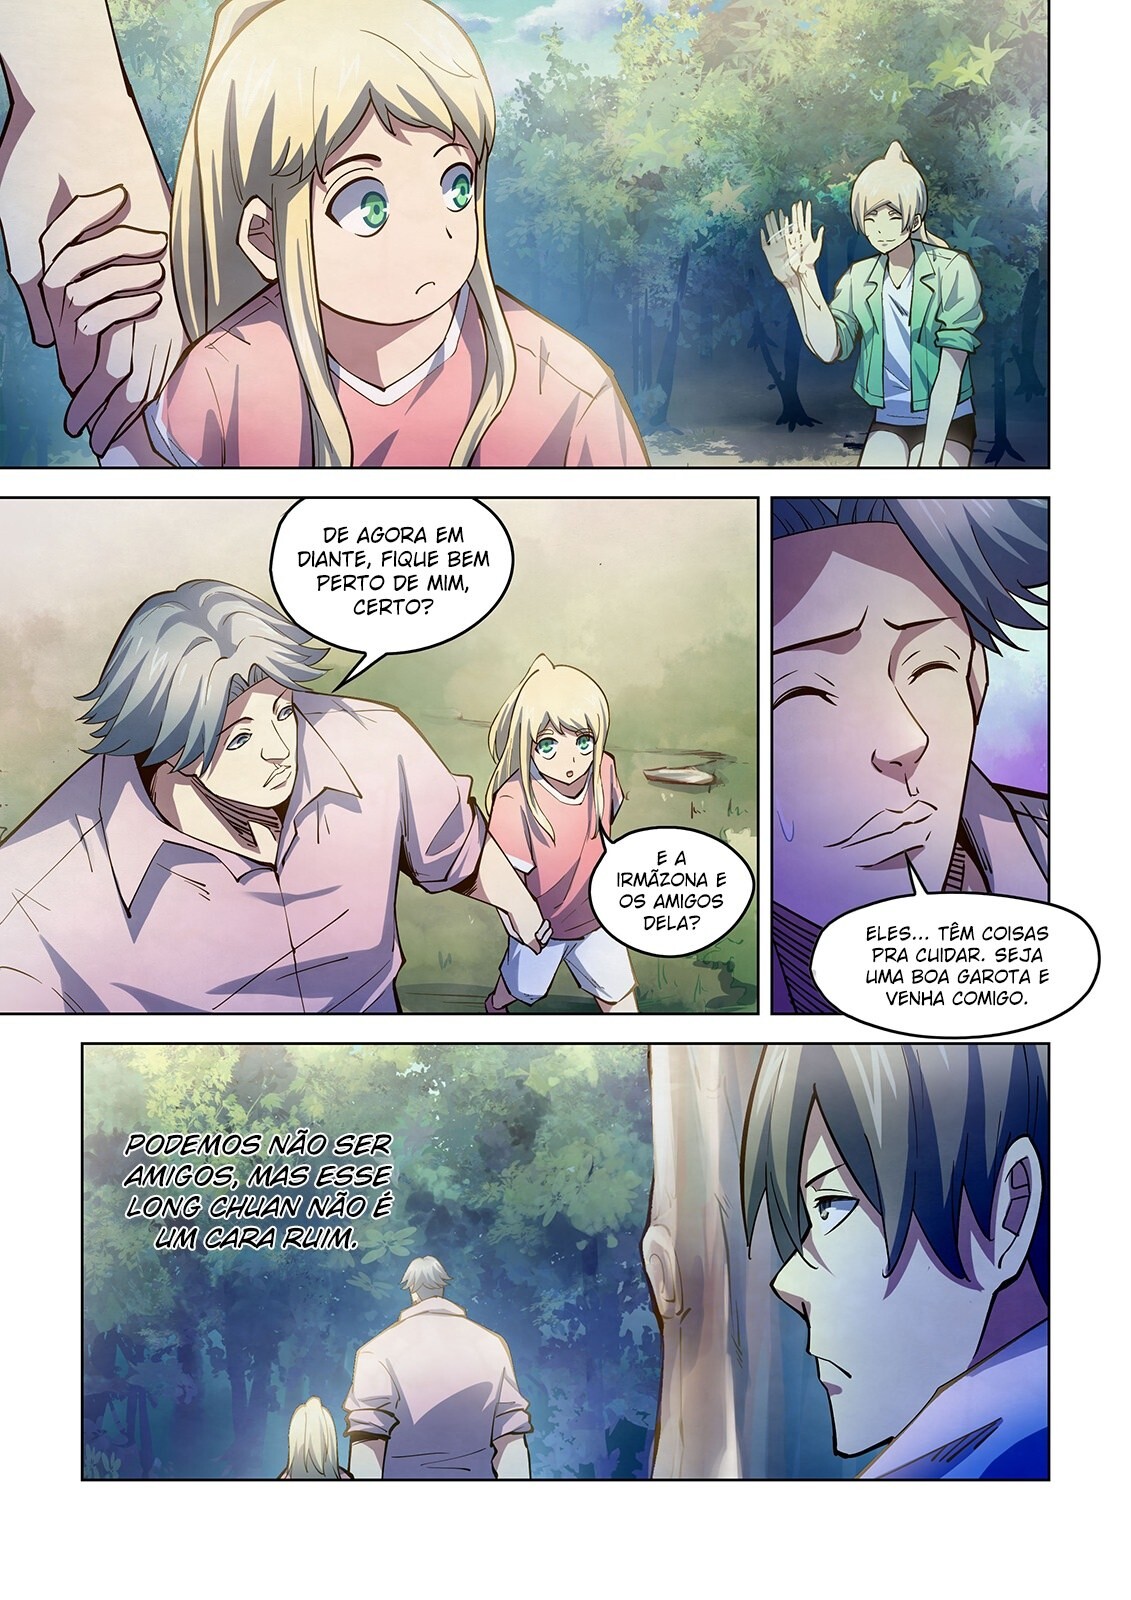 DE AGORA EM
DIANTE, FIQUE BEM
PERTO DE MIM,
CERTO?
E A
IRMÃZONA E
OS AMIGOS
DELA?
ELES... TÊM COISAS
PRA CUIDAR. SEJA
UMA BOA GAROTA E
VENHA COMIGO.
PODEMOS NÃO SER
AMIGOS, MAS ESSE
LONG CHUAN NÃO É
UM CARA RUIM.